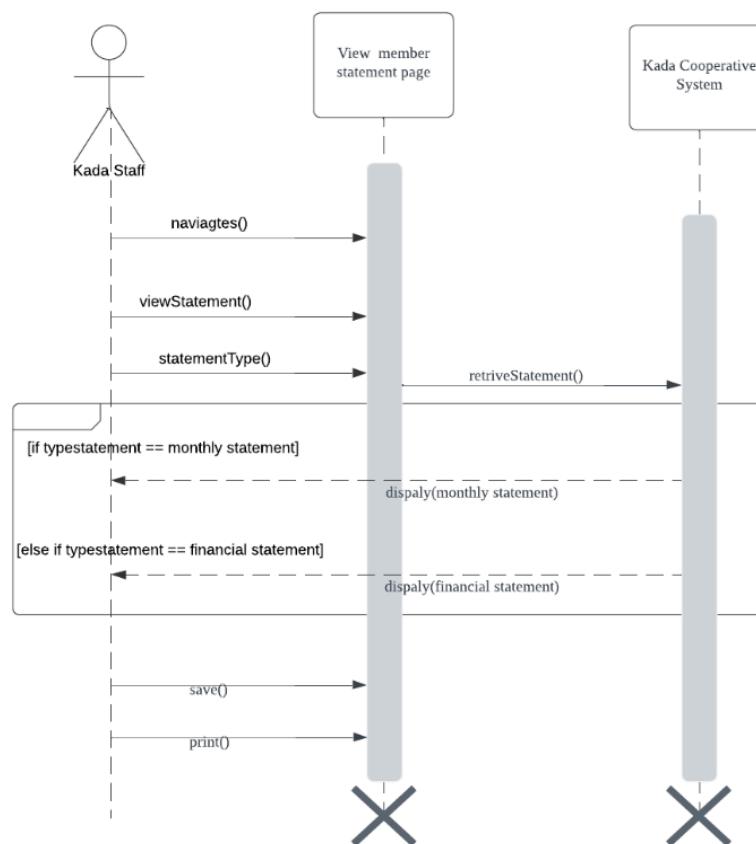 View member
statement page
Kada Cooperative
System
Kada Staff
naviagtes()
viewStatement()
statementType()
retriveStatement()
[if typestatement == monthly statement]
dispaly(monthly statement)
[else if typestatement == financial statement]
dispaly(financial statement)
save()
print()